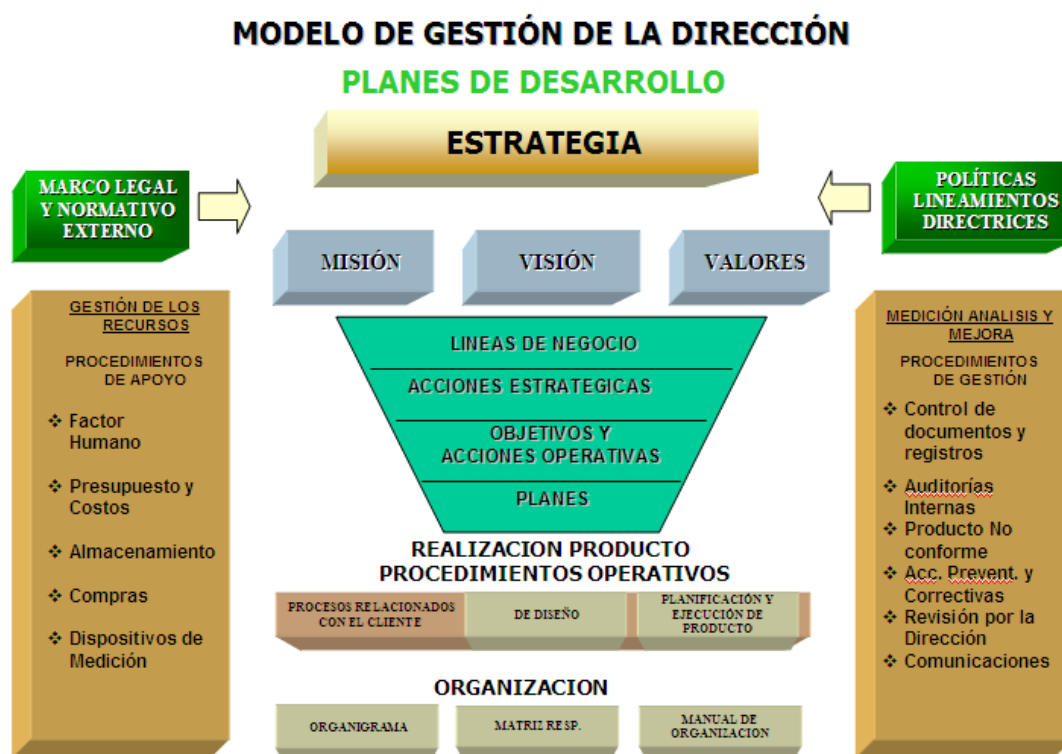 MODELO DE GESTIÓN DE LA DIRECCIÓN
PLANES DE DESARROLLO
ESTRATEGIA
MARCO LEGAL
Y NORMATIVO
EXTERNO
POLÍTICAS
LINEAMIENTOS
DIRECTRICES
MISIÓN
VISIÓN
VALORES
GESTIÓN DE LOS
RECURSOS
PROCEDIMIENTOS
DE APOYO
❖ Factor
Humano
❖ Presupuesto y
Costos
❖ Almacenamiento
❖ Compras
❖ Dispositivos de
Medición
LINEAS DE NEGOCIO
ACCIONES ESTRATEGICAS
OBJETIVOS Y
ACCIONES OPERATIVAS
PLANES
MEDICIÓN ANALISIS Y
MEJORA
PROCEDIMIENTOS
DE GESTIÓN
❖ Control de
documentos y
registros
❖ Auditorías
Internas
❖ Producto No
conforme
❖ Acc. Prevent. y
Correctivas
❖ Revisión por la
Dirección
❖ Comunicaciones
REALIZACION PRODUCTO
PROCEDIMIENTOS OPERATIVOS
PROCESOS RELACIONADOS
CON EL CLIENTE
DE DISEÑO
PLANIFICACIÓN Y
EJECUCIÓN DE
PRODUCTO
ORGANIZACION
ORGANIGRAMA
MATRIZ RESP.
MANUAL DE
ORGANIZACION